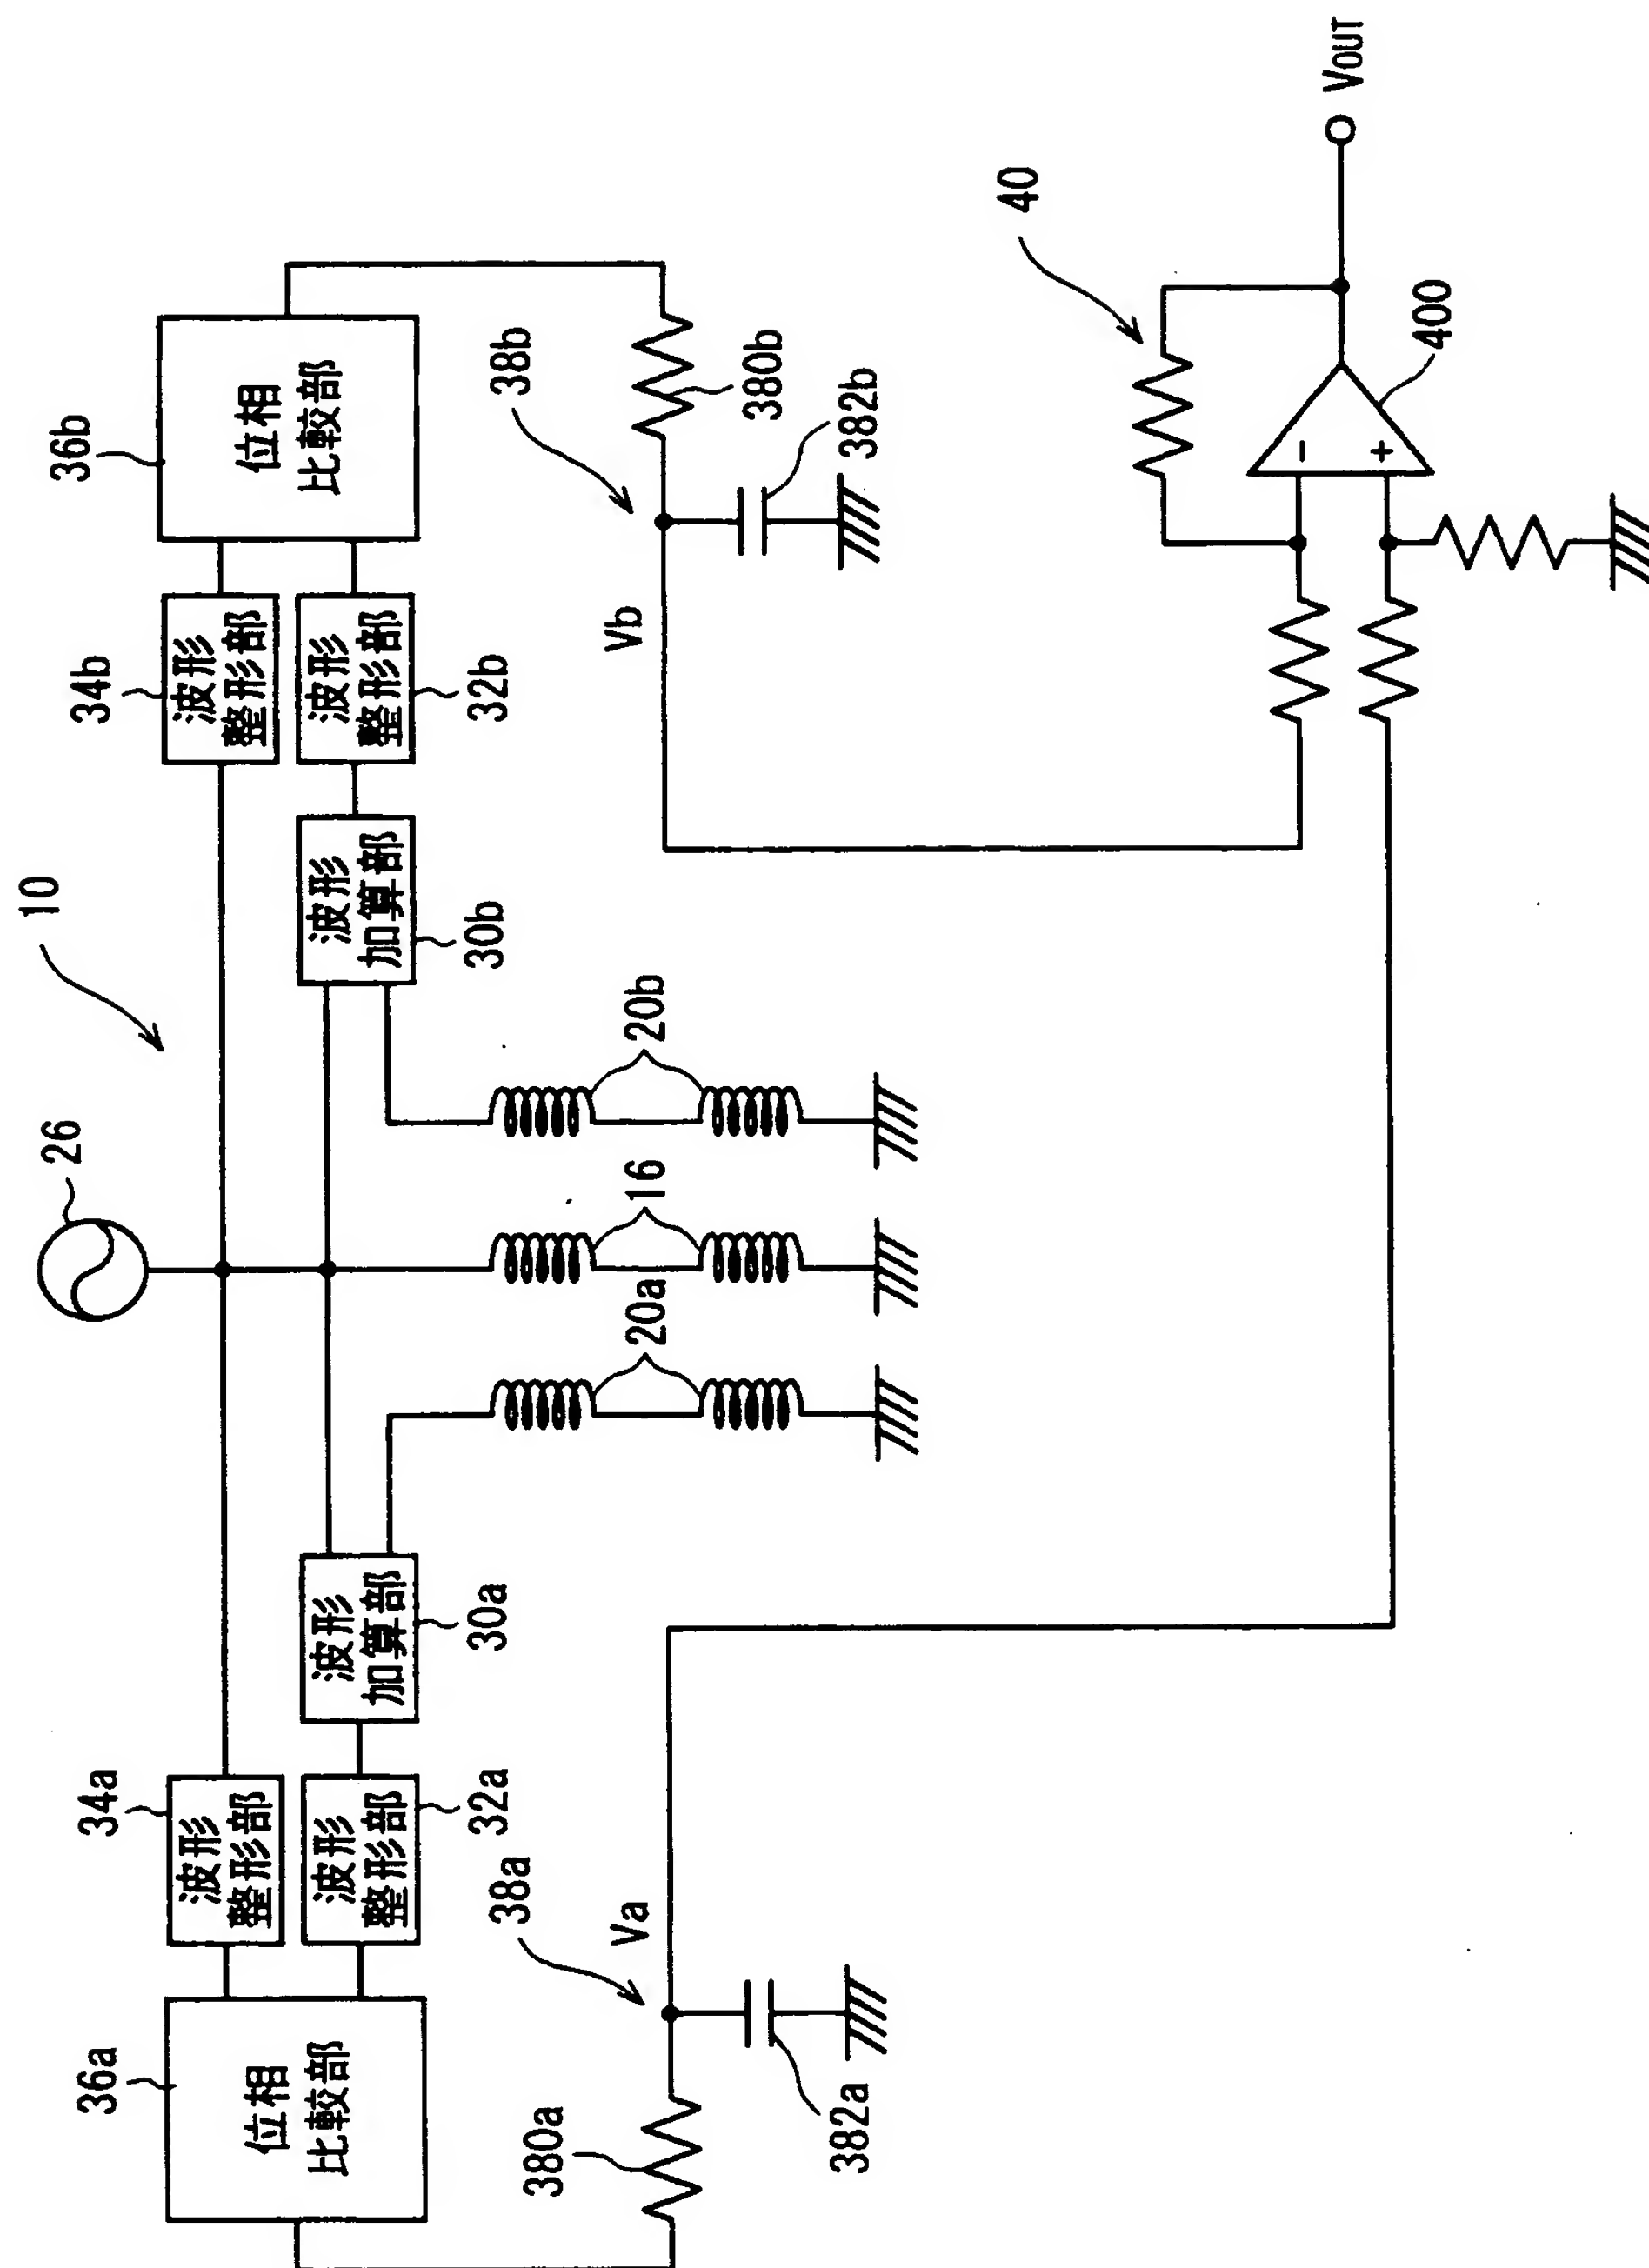 10
26
36a
位相
比較部
34a
波形
整形部
波形
整形部
32a
波形
加算部
30a
20a
16
20b
波形
加算部
30b
34b
波形
整形部
波形
整形部
32b
36b
位相
比較部
38a
Va
380a
382a
38b
Vb
380b
382b
40
-
+
400
VOUT